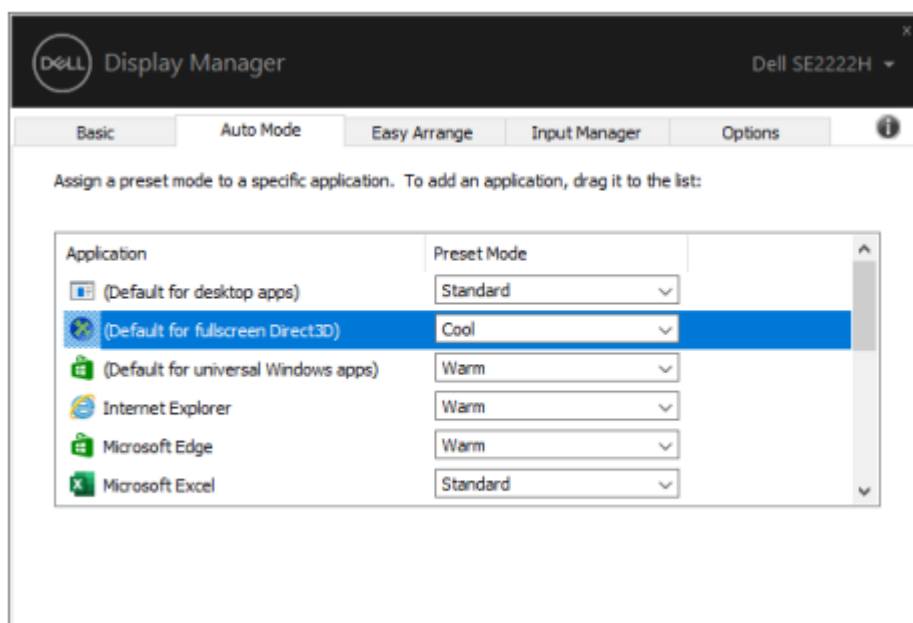 DELL Display Manager Dell SE2222H
Basic Auto Mode Easy Arrange Input Manager Options
Assign a preset mode to a specific application. To add an application, drag it to the list:
Application Preset Mode
(Default for desktop apps) Standard
(Default for fullscreen Direct3D) Cool
(Default for universal Windows apps) Warm
Internet Explorer Warm
Microsoft Edge Warm
Microsoft Excel Standard